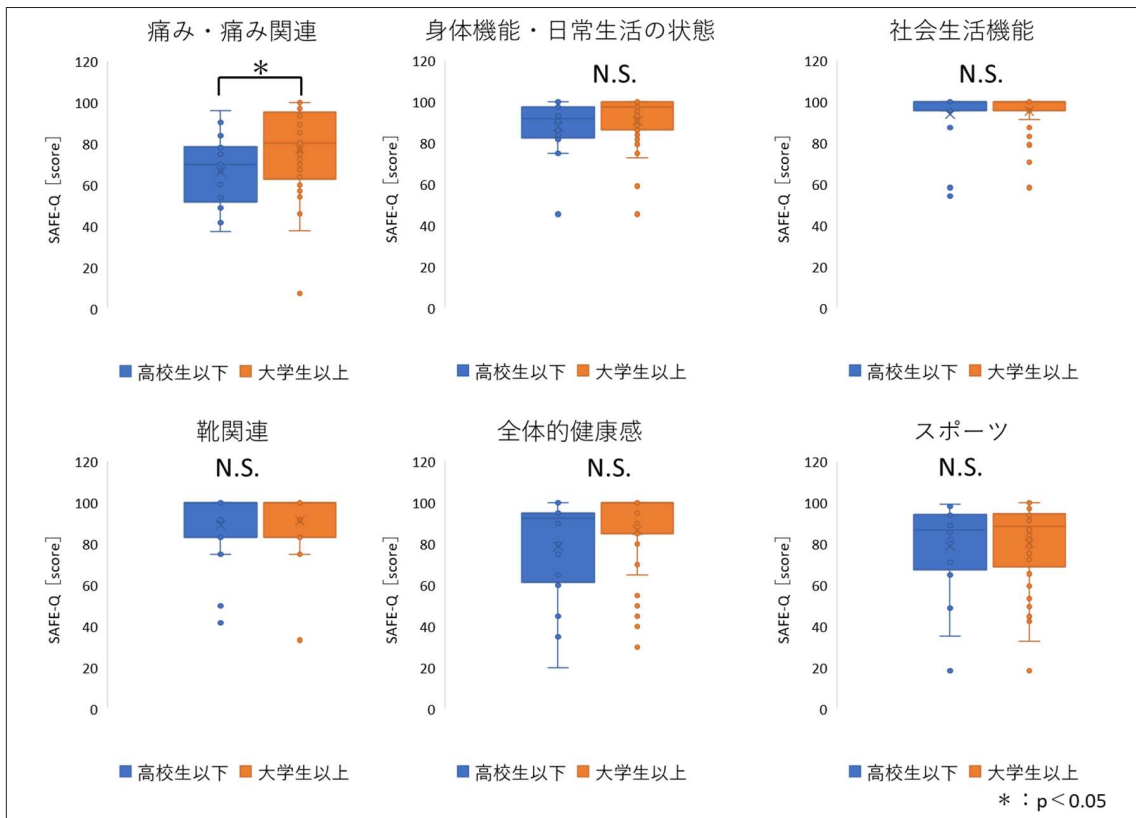 痛み・痛み関連
120
100
80
60
40
20
0
SAFE-Q［score］
＊
■ 高校生以下 ■ 大学生以上
身体機能・日常生活の状態
120
100
80
60
40
20
0
SAFE-Q［score］
N.S.
■ 高校生以下 ■ 大学生以上
社会生活機能
120
100
80
60
40
20
0
SAFE-Q［score］
N.S.
■ 高校生以下 ■ 大学生以上
靴関連
120
100
80
60
40
20
0
SAFE-Q［score］
N.S.
■ 高校生以下 ■ 大学生以上
全体的健康感
120
100
80
60
40
20
0
SAFE-Q［score］
N.S.
■ 高校生以下 ■ 大学生以上
スポーツ
120
100
80
60
40
20
0
SAFE-Q［score］
N.S.
■ 高校生以下 ■ 大学生以上
＊：p＜0.05